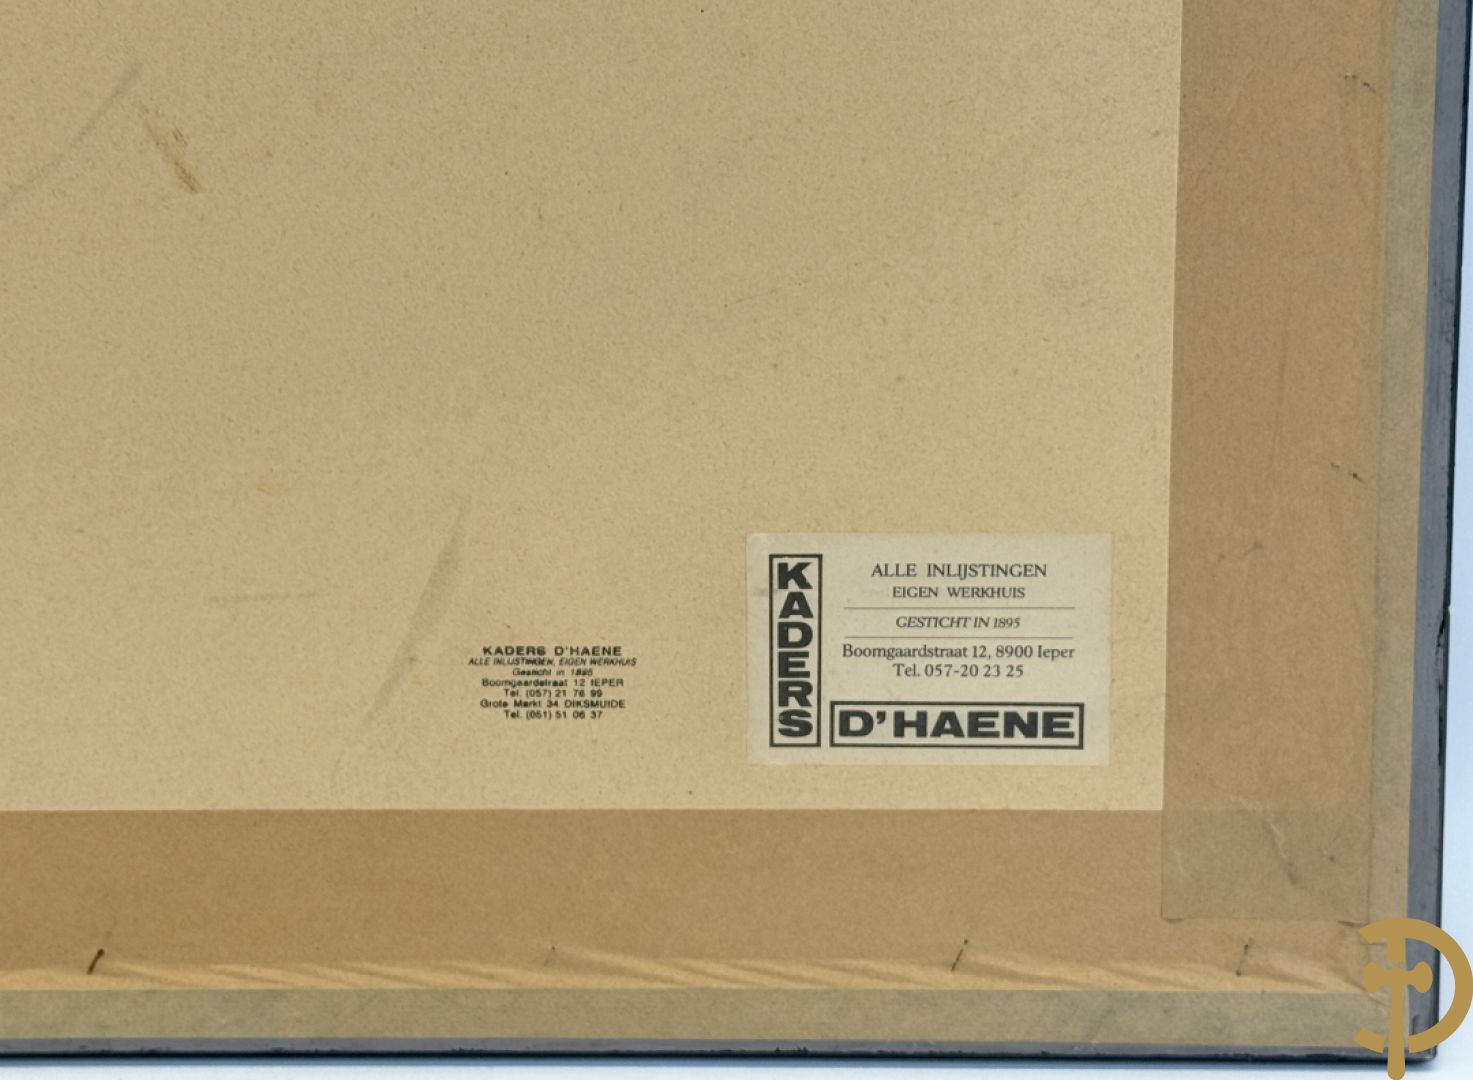 KADERS D'HAENE
ALLE INLIJSTINGEN, EIGEN WERKHUIS
Gesticht in 1895
Boomgaardstraat 12 IEPER
Tel. (057) 21 76 99
Grote Markt 34 DIKSMUIDE
Tel. (051) 51 06 37
KADERS
ALLE INLIJSTINGEN
EIGEN WERKHUIS
GESTICHT IN 1895
Boomgaardstraat 12, 8900 Ieper
Tel. 057-20 23 25
D'HAENE